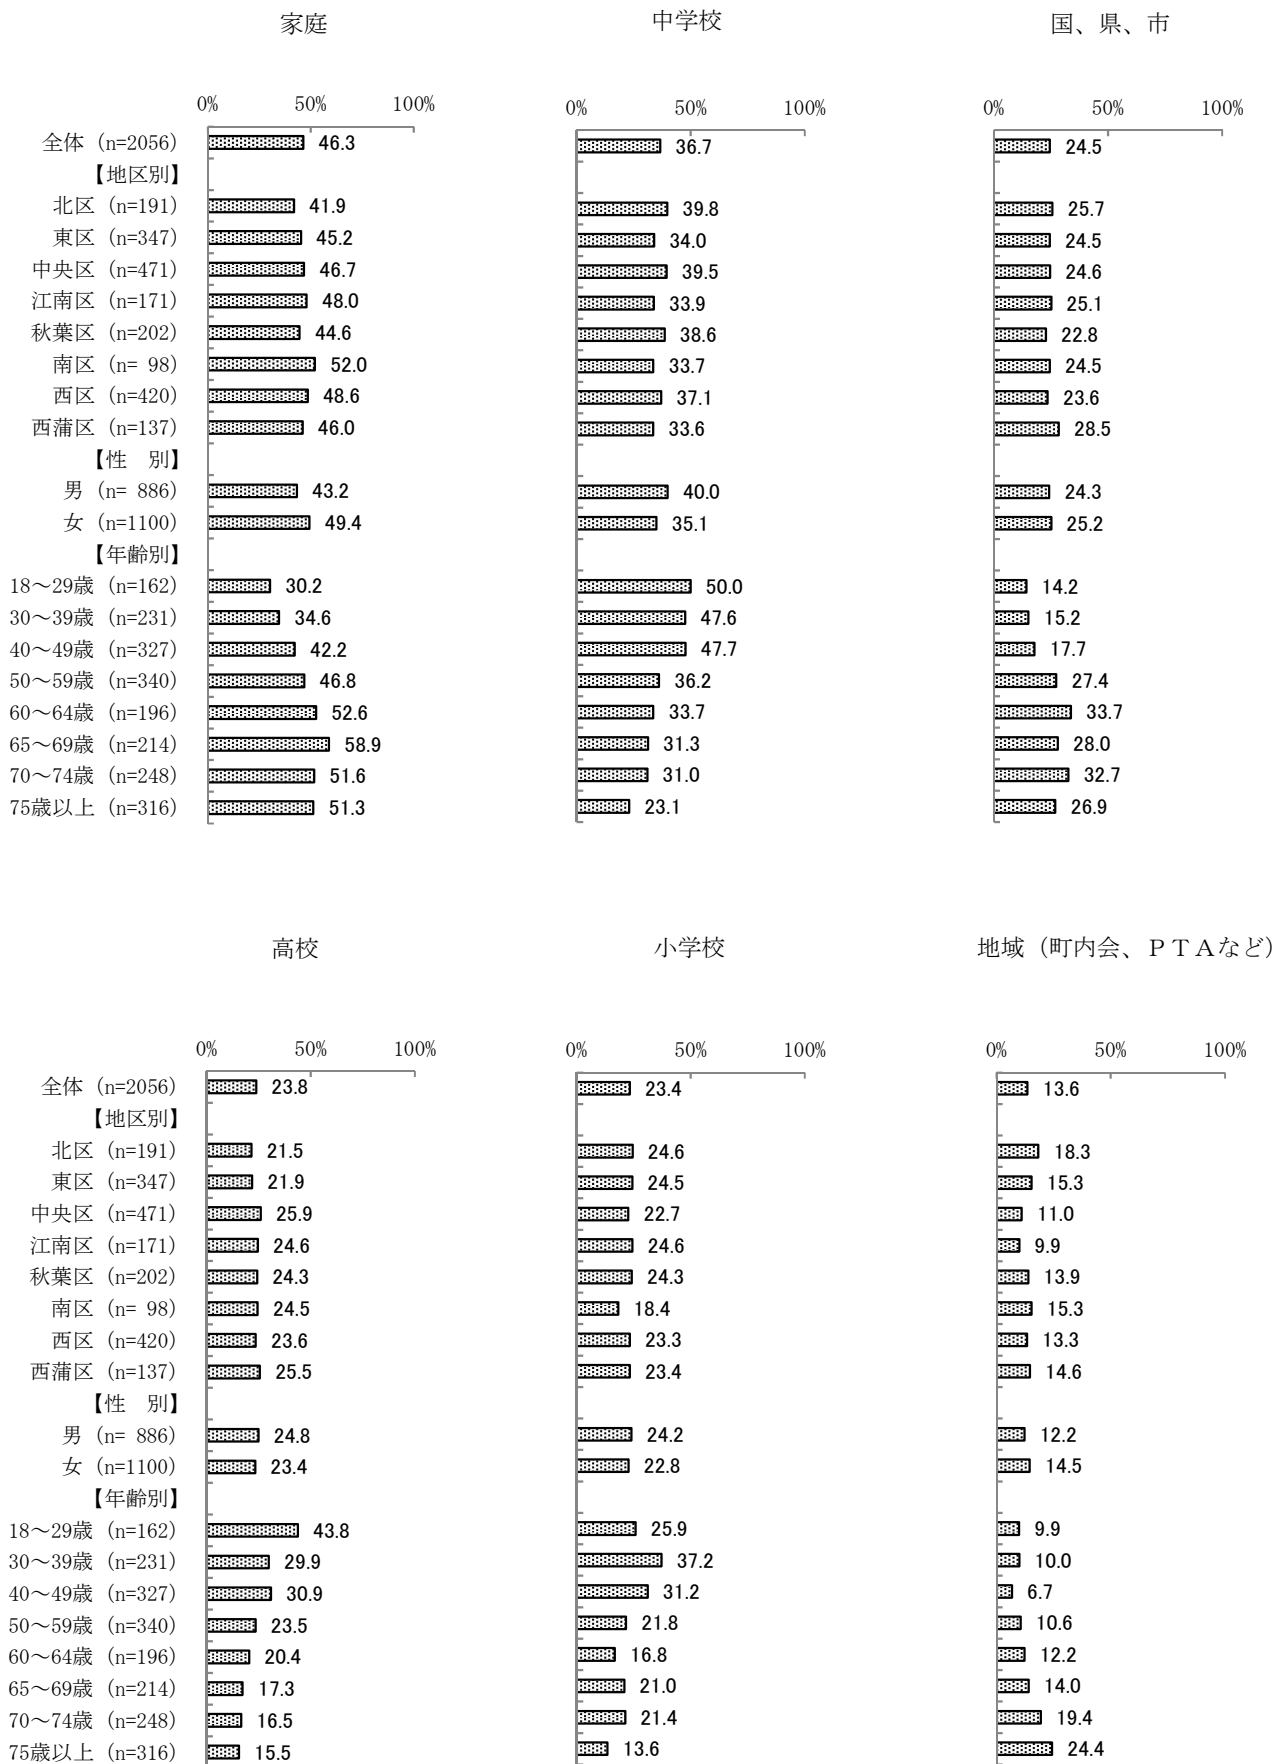 家庭 中学校 国、県、市
0% 50% 100% 0% 50% 100% 0% 50% 100%
全体（n=2056） 46.3 36.7 24.5
【地区別】
北区（n=191） 41.9 39.8 25.7
東区（n=347） 45.2 34.0 24.5
中央区（n=471） 46.7 39.5 24.6
江南区（n=171） 48.0 33.9 25.1
秋葉区（n=202） 44.6 38.6 22.8
南区（n= 98） 52.0 33.7 24.5
西区（n=420） 48.6 37.1 23.6
西蒲区（n=137） 46.0 33.6 28.5
【性　別】
男（n= 886） 43.2 40.0 24.3
女（n=1100） 49.4 35.1 25.2
【年齢別】
18～29歳（n=162） 30.2 50.0 14.2
30～39歳（n=231） 34.6 47.6 15.2
40～49歳（n=327） 42.2 47.7 17.7
50～59歳（n=340） 46.8 36.2 27.4
60～64歳（n=196） 52.6 33.7 33.7
65～69歳（n=214） 58.9 31.3 28.0
70～74歳（n=248） 51.6 31.0 32.7
75歳以上（n=316） 51.3 23.1 26.9
高校 小学校 地域（町内会、ＰＴＡなど）
0% 50% 100% 0% 50% 100% 0% 50% 100%
全体（n=2056） 23.8 23.4 13.6
【地区別】
北区（n=191） 21.5 24.6 18.3
東区（n=347） 21.9 24.5 15.3
中央区（n=471） 25.9 22.7 11.0
江南区（n=171） 24.6 24.6 9.9
秋葉区（n=202） 24.3 24.3 13.9
南区（n= 98） 24.5 18.4 15.3
西区（n=420） 23.6 23.3 13.3
西蒲区（n=137） 25.5 23.4 14.6
【性　別】
男（n= 886） 24.8 24.2 12.2
女（n=1100） 23.4 22.8 14.5
【年齢別】
18～29歳（n=162） 43.8 25.9 9.9
30～39歳（n=231） 29.9 37.2 10.0
40～49歳（n=327） 30.9 31.2 6.7
50～59歳（n=340） 23.5 21.8 10.6
60～64歳（n=196） 20.4 16.8 12.2
65～69歳（n=214） 17.3 21.0 14.0
70～74歳（n=248） 16.5 21.4 19.4
75歳以上（n=316） 15.5 13.6 24.4